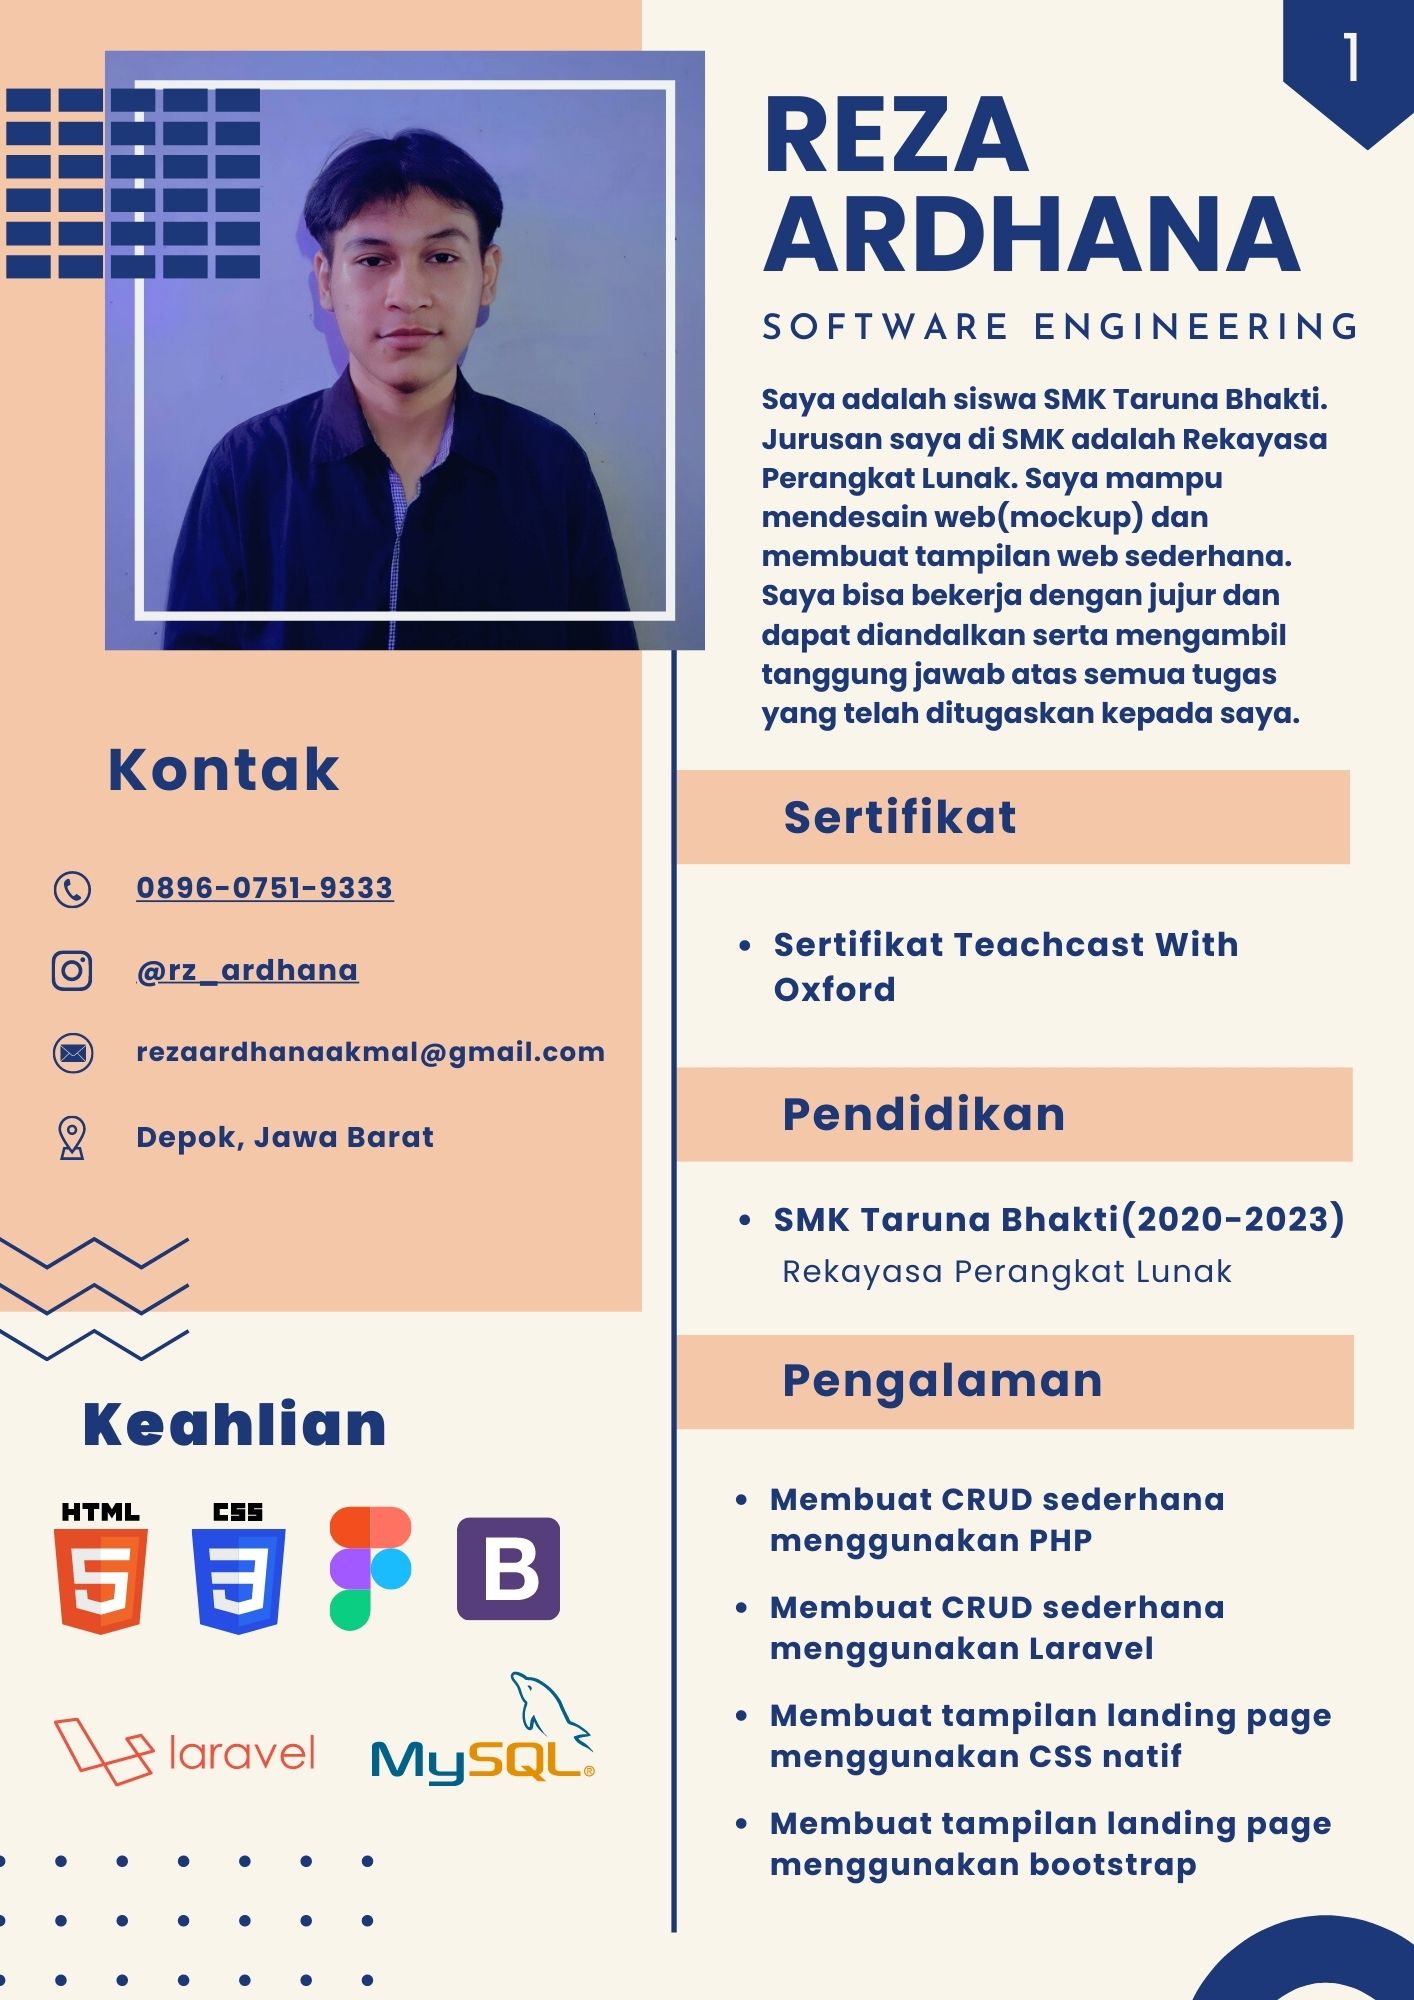 1
REZA
ARDHANA
SOFTWARE ENGINEERING
Saya adalah siswa SMK Taruna Bhakti.
Jurusan saya di SMK adalah Rekayasa
Perangkat Lunak. Saya mampu
mendesain web(mockup) dan
membuat tampilan web sederhana.
Saya bisa bekerja dengan jujur dan
dapat diandalkan serta mengambil
tanggung jawab atas semua tugas
yang telah ditugaskan kepada saya.
Kontak
0896-0751-9333
@rz_ardhana
rezaardhanaakmal@gmail.com
Depok, Jawa Barat
Keahlian
HTML
5
CSS
3
B
laravel
MySQL®
Sertifikat
• Sertifikat Teachcast With
Oxford
Pendidikan
• SMK Taruna Bhakti(2020-2023)
Rekayasa Perangkat Lunak
Pengalaman
• Membuat CRUD sederhana
menggunakan PHP
• Membuat CRUD sederhana
menggunakan Laravel
• Membuat tampilan landing page
menggunakan CSS natif
• Membuat tampilan landing page
menggunakan bootstrap